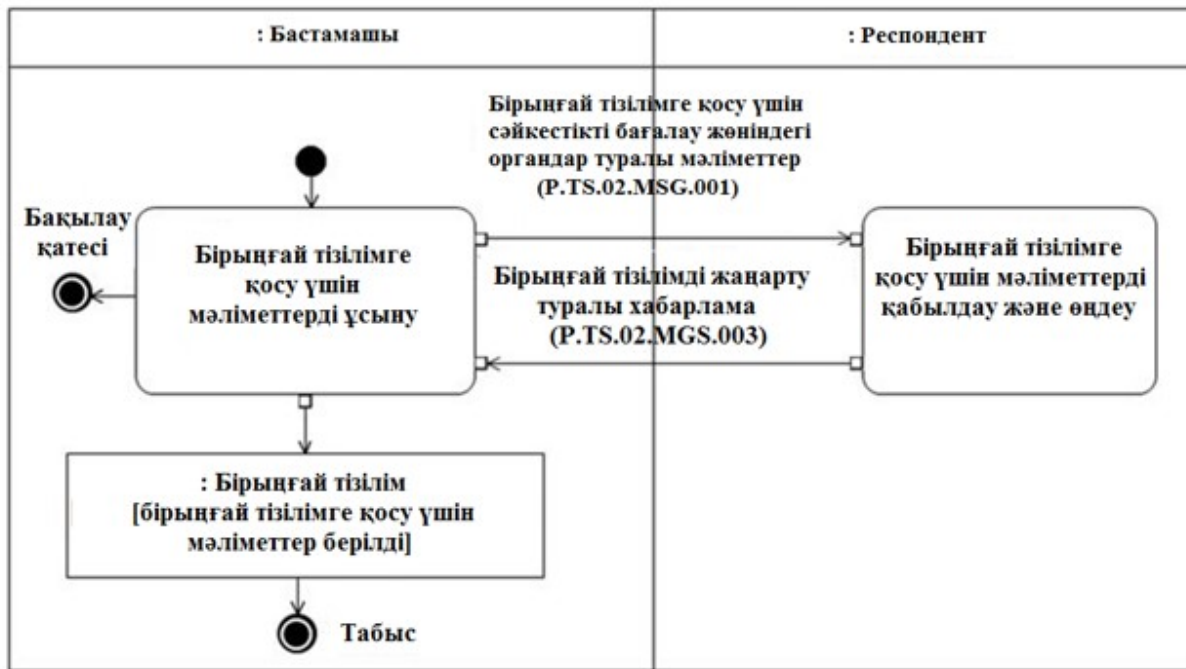 : Бастамашы
: Респондент
Бірыңғай тізілімге қосу үшін
сәйкестікті бағалау жөніндегі
органдар туралы мәліметтер
(P.TS.02.MSG.001)
Бақылау
қатесі
Бірыңғай тізілімге
қосу үшін
мәліметтерді ұсыну
Бірыңғай тізілімді жаңарту
туралы хабарлама
(P.TS.02.MGS.003)
Бірыңғай тізілімге
қосу үшін мәліметтерді
қабылдау және өңдеу
: Бірыңғай тізілім
[бірыңғай тізілімге қосу үшін
мәліметтер берілді]
Табыс